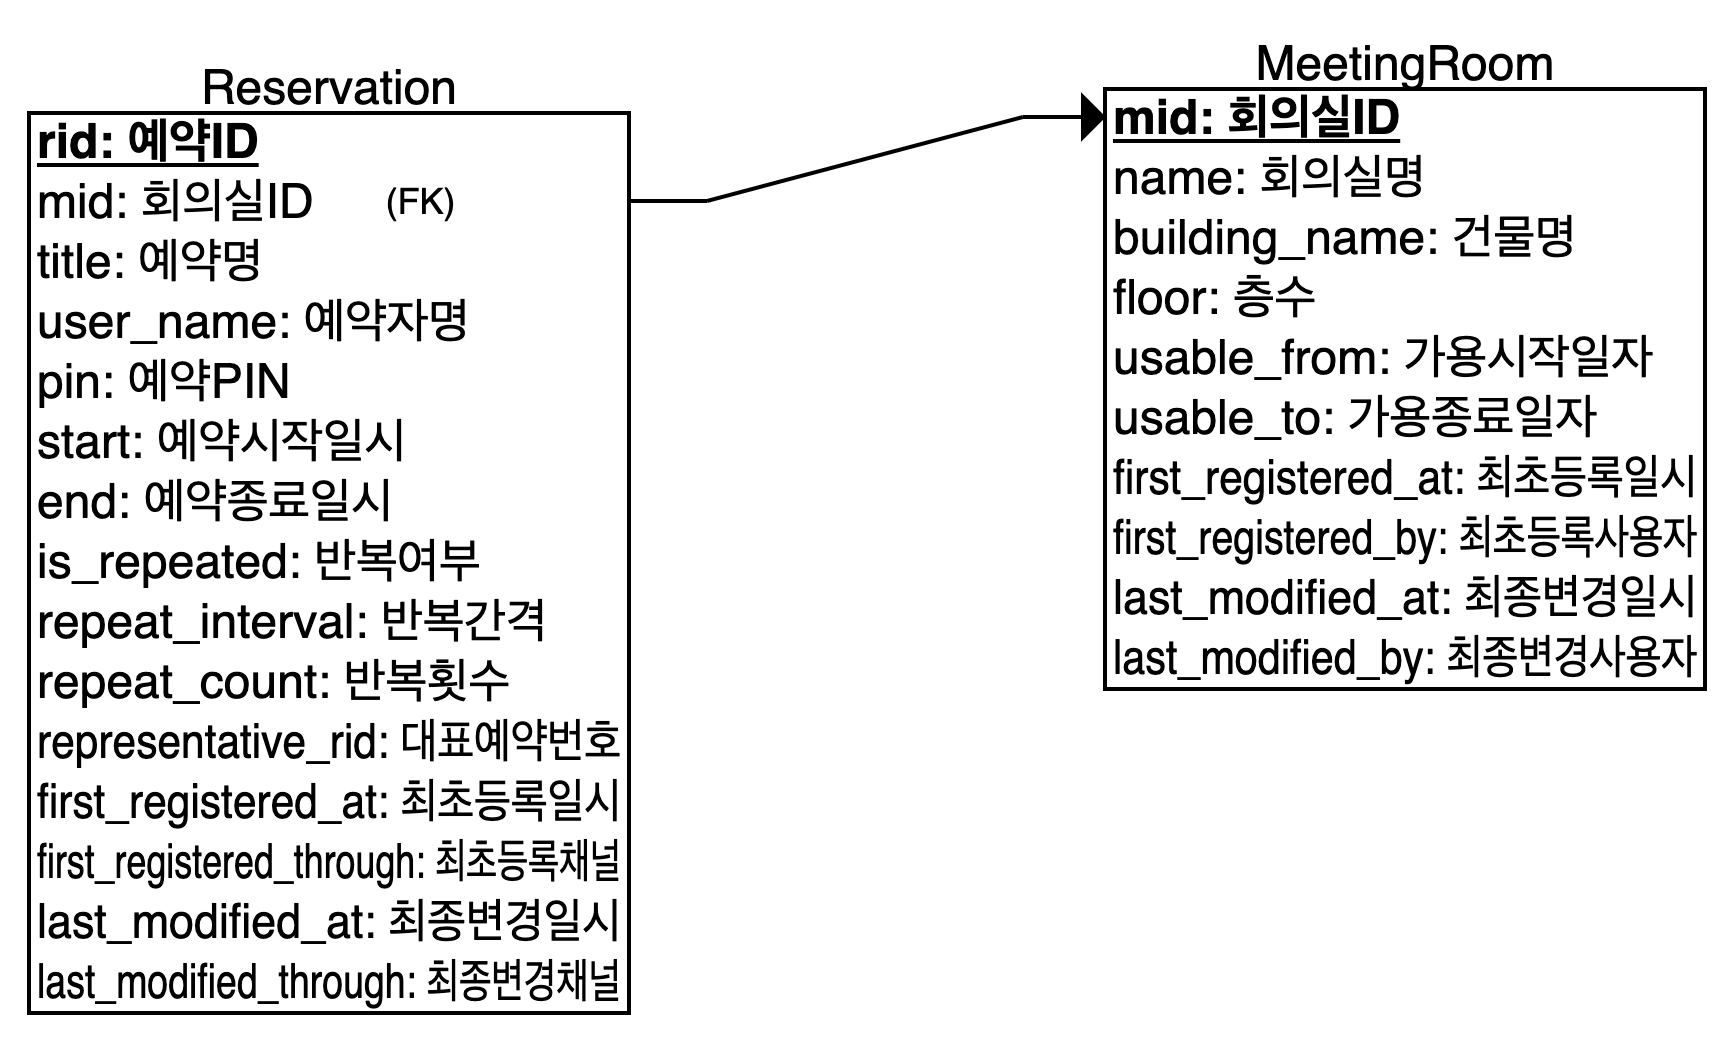 Reservation
rid: 예약ID
mid: 회의실ID (FK)
title: 예약명
user_name: 예약자명
pin: 예약PIN
start: 예약시작일시
end: 예약종료일시
is_repeated: 반복여부
repeat_interval: 반복간격
repeat_count: 반복횟수
representative_rid: 대표예약번호
first_registered_at: 최초등록일시
first_registered_through: 최초등록채널
last_modified_at: 최종변경일시
last_modified_through: 최종변경채널
MeetingRoom
mid: 회의실ID
name: 회의실명
building_name: 건물명
floor: 층수
usable_from: 가용시작일자
usable_to: 가용종료일자
first_registered_at: 최초등록일시
first_registered_by: 최초등록사용자
last_modified_at: 최종변경일시
last_modified_by: 최종변경사용자